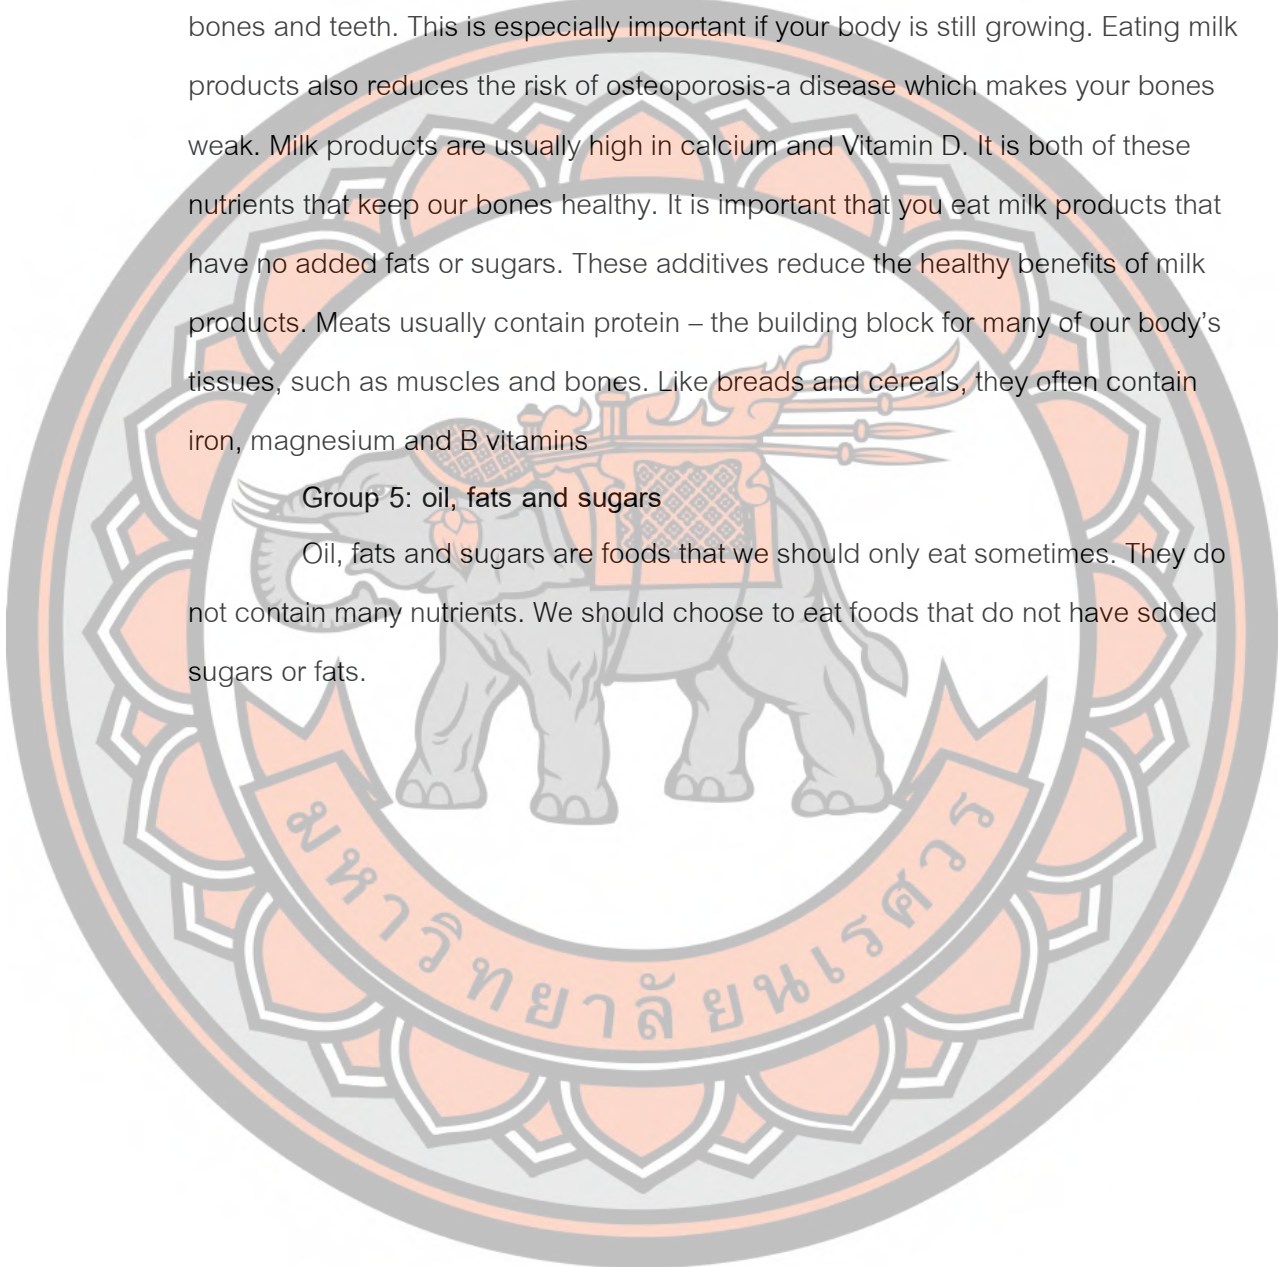 bones and teeth. This is especially important if your body is still growing. Eating milk
products also reduces the risk of osteoporosis-a disease which makes your bones
weak. Milk products are usually high in calcium and Vitamin D. It is both of these
nutrients that keep our bones healthy. It is important that you eat milk products that
have no added fats or sugars. These additives reduce the healthy benefits of milk
products. Meats usually contain protein – the building block for many of our body's
tissues, such as muscles and bones. Like breads and cereals, they often contain
iron, magnesium and B vitamins
Group 5: oil, fats and sugars
Oil, fats and sugars are foods that we should only eat sometimes. They do
not contain many nutrients. We should choose to eat foods that do not have sdded
sugars or fats.
มหาวิทยาลัยนเรศวร